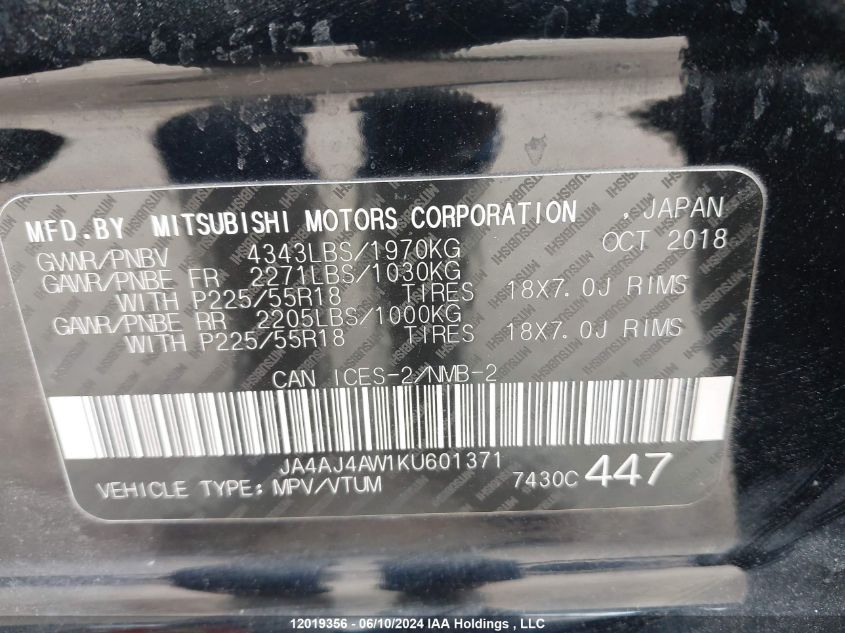 MFD.BY MITSUBISHI MOTORS CORPORATION , JAPAN
GVWR/PNBV 4343LBS/1970KG OCT 2018
GAWR/PNBE FR 2271LBS/1030KG
WITH P225/55R18 TIRES 18X7.0J RIMS
GAWR/PNBE RR 2205LBS/1000KG
WITH P225/55R18 TIRES 18X7.0J RIMS
CAN ICES-2/NMB-2
JA4AJ4AW1KU601371
VEHICLE TYPE: MPV/VTUM 7430C 447
12019356 - 06/10/2024 IAA Holdings , LLC